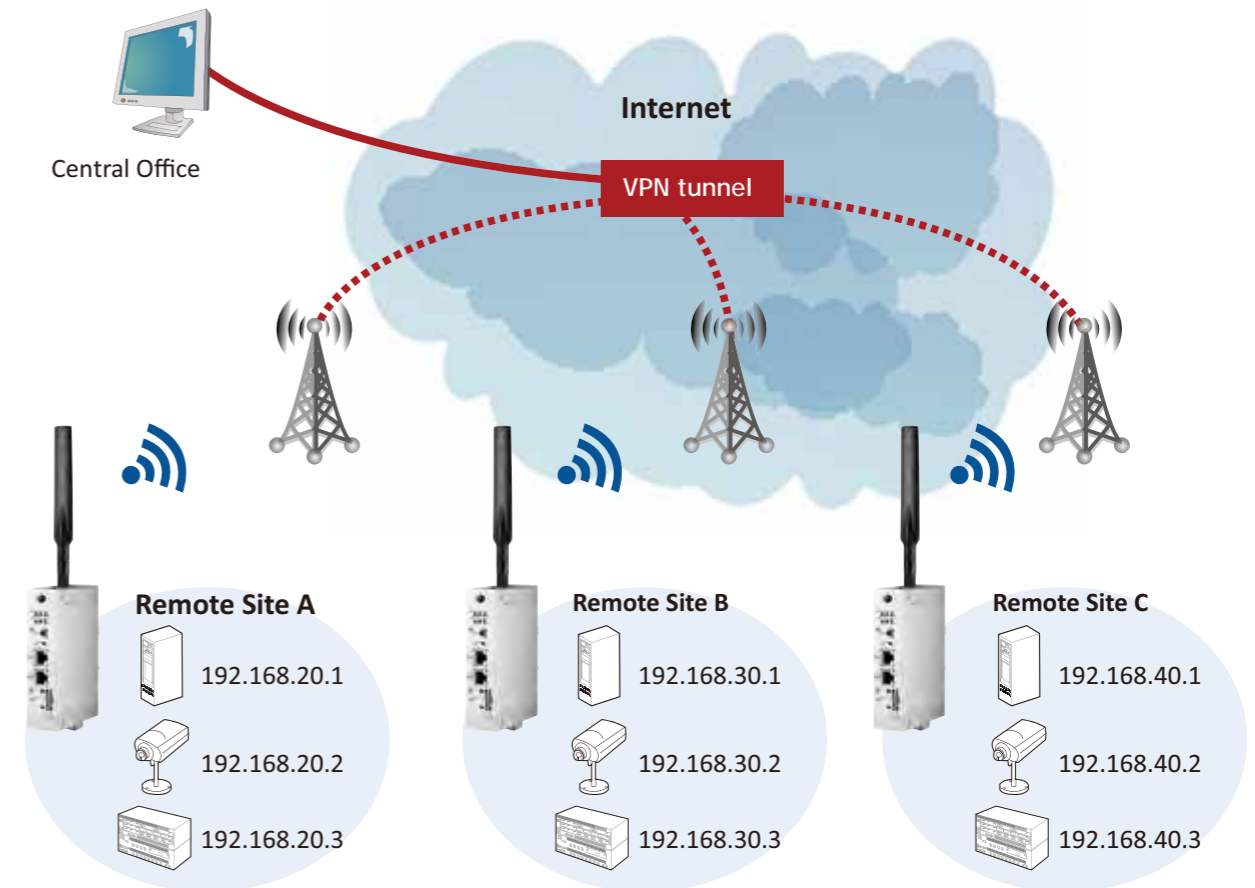 Internet
VPN tunnel
Central Office
Remote Site A
192.168.20.1
192.168.20.2
192.168.20.3
Remote Site B
192.168.30.1
192.168.30.2
192.168.30.3
Remote Site C
192.168.40.1
192.168.40.2
192.168.40.3